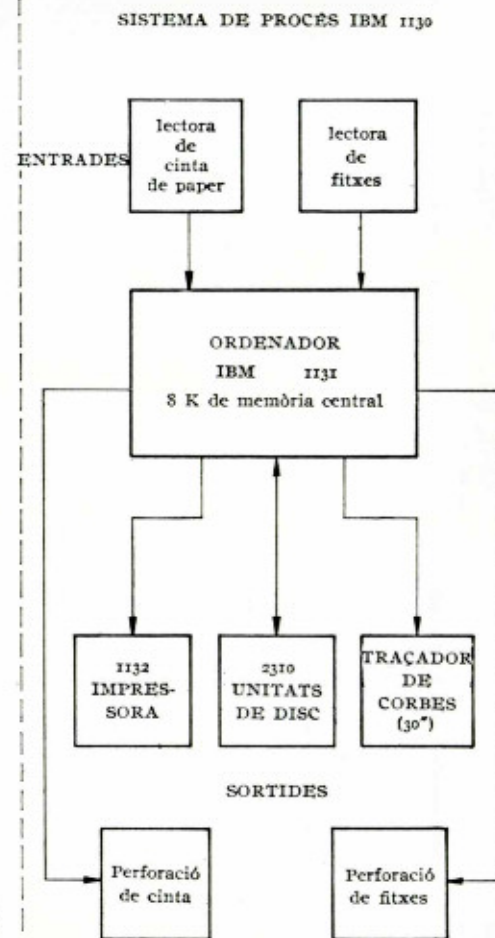 SISTEMA DE PROCÉS IBM 1130
ENTRADES
lectora
de
cinta
de paper
lectora
de
fitxes
ORDENADOR
IBM 1131
8 K de memòria central
1132
IMPRES-
SORA
2310
UNITATS
DE DISC
TRAÇADOR
DE
CORBES
(30")
SORTIDES
Perforació
de cinta
Perforació
de fitxes